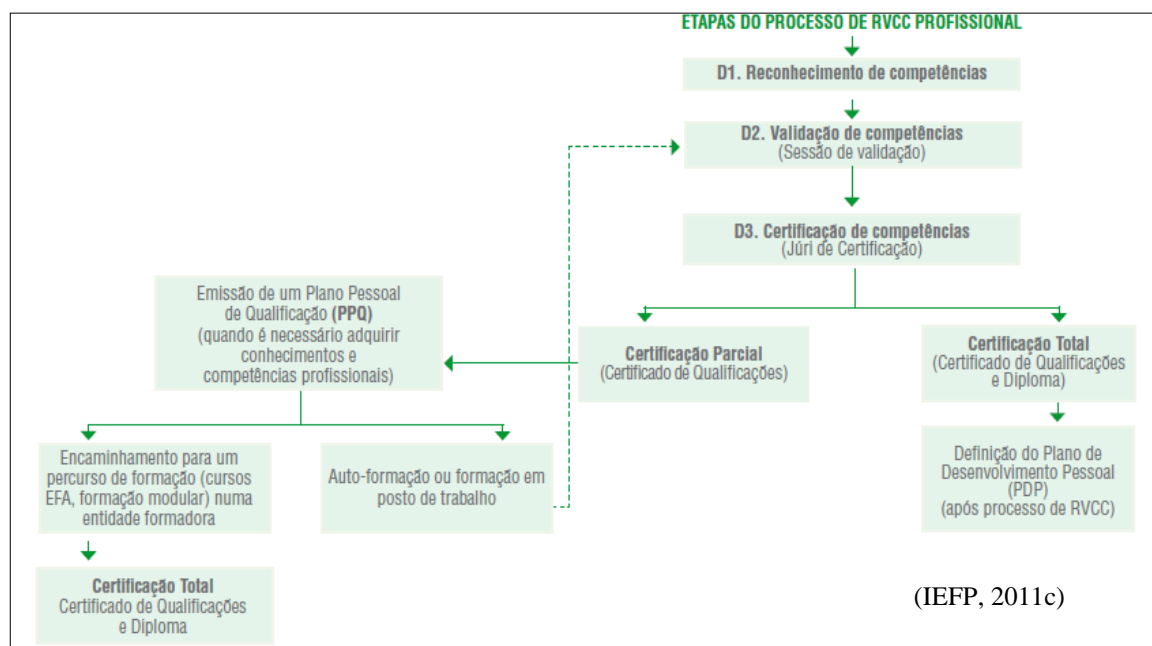 ETAPAS DO PROCESSO DE RVCC PROFISSIONAL
D1. Reconhecimento de competências
D2. Validação de competências
(Sessão de validação)
D3. Certificação de competências
(Júri de Certificação)
Emissão de um Plano Pessoal
de Qualificação (PPQ)
(quando é necessário adquirir
conhecimentos e
competências profissionais)
Certificação Parcial
(Certificado de Qualificações)
Certificação Total
(Certificado de Qualificações
e Diploma)
Encaminhamento para um
percurso de formação (cursos
EFA, formação modular) numa
entidade formadora
Auto-formação ou formação em
posto de trabalho
Definição do Plano de
Desenvolvimento Pessoal
(PDP)
(após processo de RVCC)
Certificação Total
Certificado de Qualificações
e Diploma
(IEFP, 2011c)